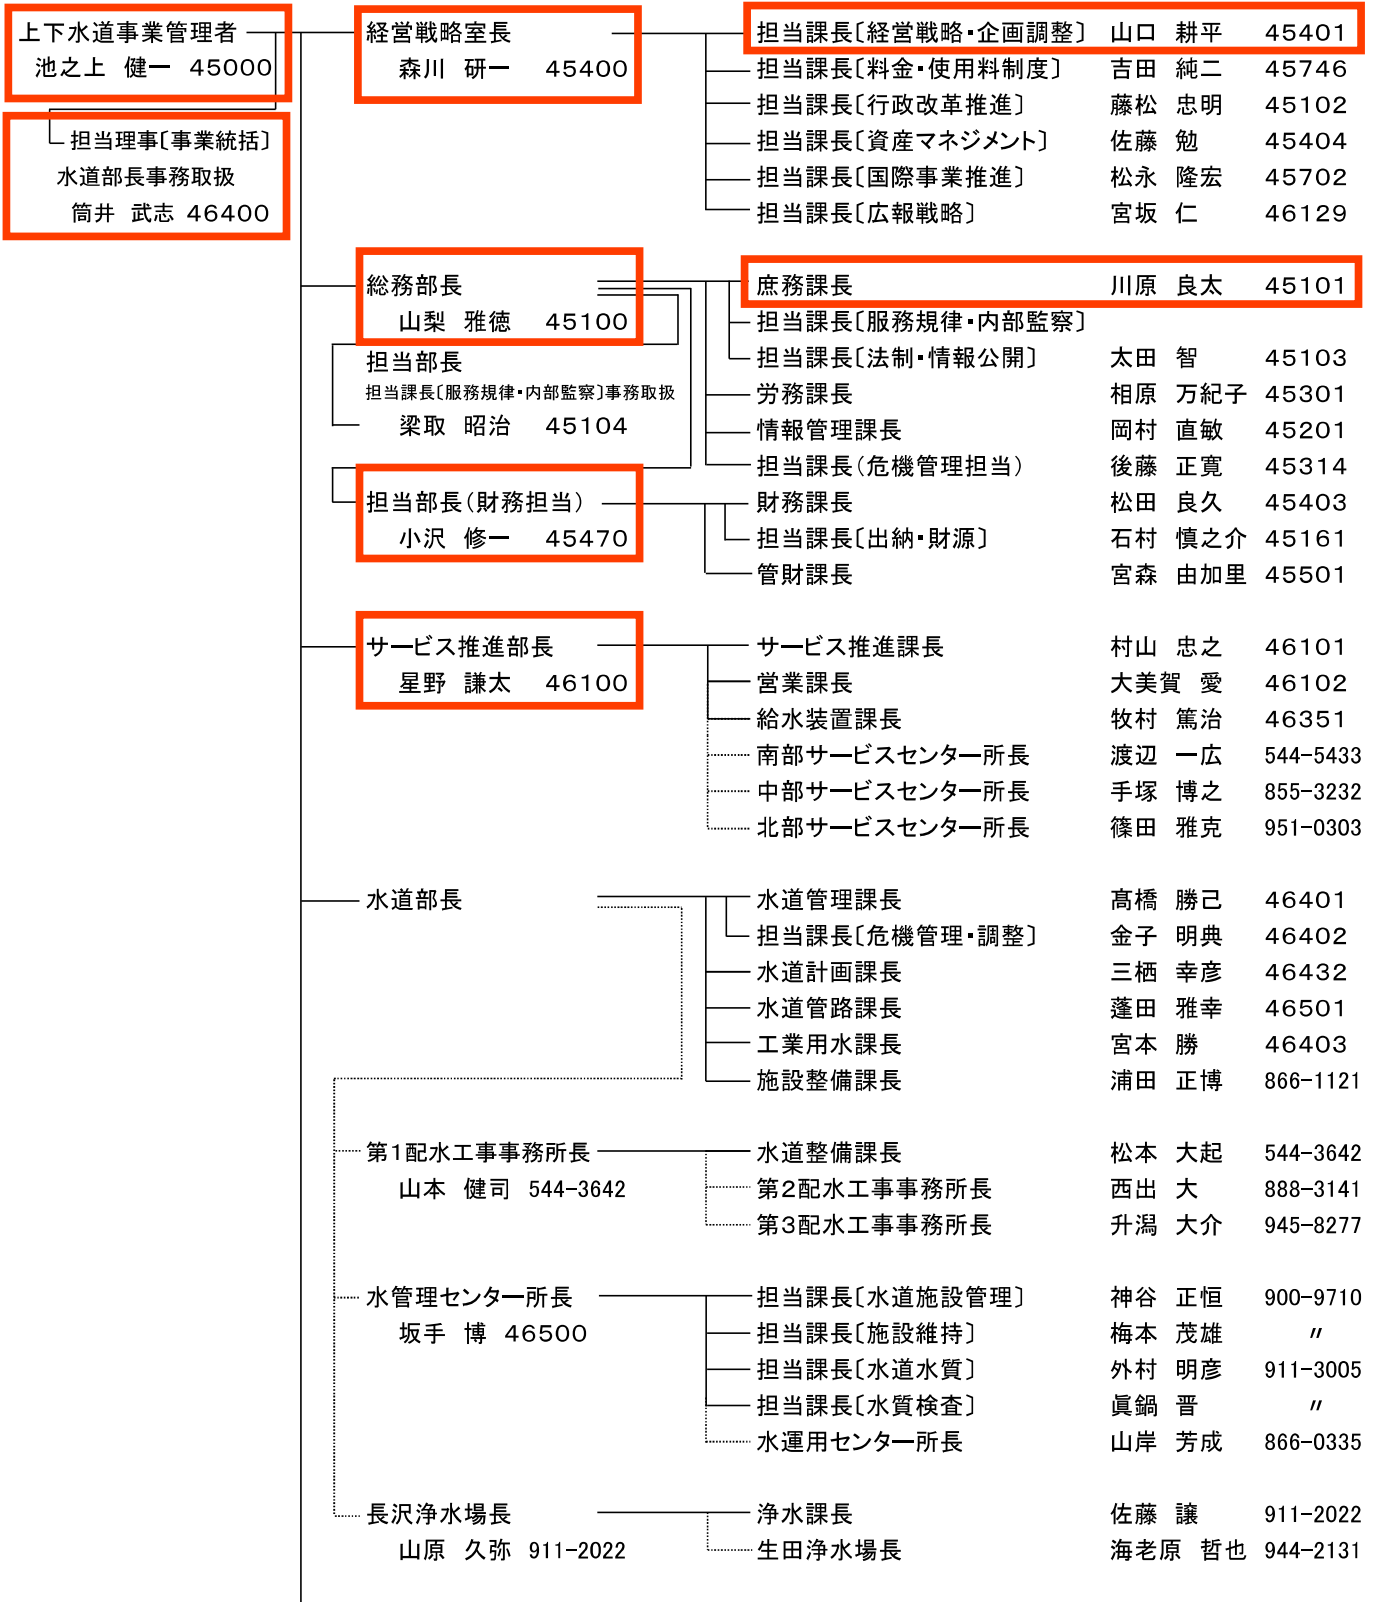 上下水道事業管理者
池之上 健一 45000
担当理事〔事業統括〕
水道部長事務取扱
筒井 武志 46400
経営戦略室長
森川 研一 45400
担当課長〔経営戦略・企画調整〕 山口 耕平 45401
担当課長〔料金・使用料制度〕 吉田 純二 45746
担当課長〔行政改革推進〕 藤松 忠明 45102
担当課長〔資産マネジメント〕 佐藤 勉 45404
担当課長〔国際事業推進〕 松永 隆宏 45702
担当課長〔広報戦略〕 宮坂 仁 46129
総務部長
山梨 雅徳 45100
担当部長
担当課長〔服務規律・内部監察〕事務取扱
梁取 昭治 45104
庶務課長 川原 良太 45101
担当課長〔服務規律・内部監察〕
担当課長〔法制・情報公開〕 太田 智 45103
労務課長 相原 万紀子 45301
情報管理課長 岡村 直敏 45201
担当課長（危機管理担当） 後藤 正寛 45314
担当部長（財務担当）
小沢 修一 45470
財務課長 松田 良久 45403
担当課長〔出納・財源〕 石村 慎之介 45161
管財課長 宮森 由加里 45501
サービス推進部長
星野 謙太 46100
サービス推進課長 村山 忠之 46101
営業課長 大美賀 愛 46102
給水装置課長 牧村 篤治 46351
南部サービスセンター所長 渡辺 一広 544-5433
中部サービスセンター所長 手塚 博之 855-3232
北部サービスセンター所長 篠田 雅克 951-0303
水道部長
水道管理課長 髙橋 勝己 46401
担当課長〔危機管理・調整〕 金子 明典 46402
水道計画課長 三栖 幸彦 46432
水道管路課長 蓬田 雅幸 46501
工業用水課長 宮本 勝 46403
施設整備課長 浦田 正博 866-1121
第1配水工事事務所長
山本 健司 544-3642
水道整備課長 松本 大起 544-3642
第2配水工事事務所長 西出 大 888-3141
第3配水工事事務所長 升潟 大介 945-8277
水管理センター所長
坂手 博 46500
担当課長〔水道施設管理〕 神谷 正恒 900-9710
担当課長〔施設維持〕 梅本 茂雄 〃
担当課長〔水道水質〕 外村 明彦 911-3005
担当課長〔水質検査〕 眞鍋 晋 〃
水運用センター所長 山岸 芳成 866-0335
長沢浄水場長
山原 久弥 911-2022
浄水課長 佐藤 譲 911-2022
生田浄水場長 海老原 哲也 944-2131